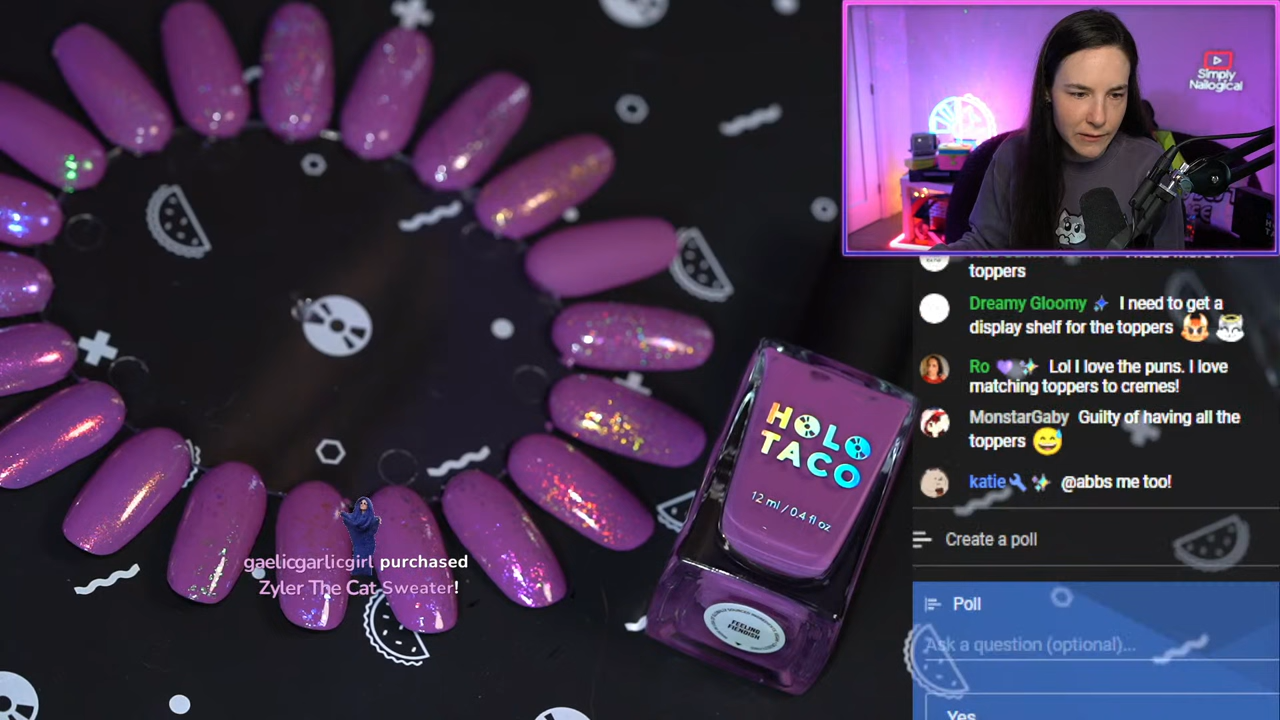 Simply
Nailogical
toppers
Dreamy Gloomy I need to get a
display shelf for the toppers
Ro Lol I love the puns. I love
matching toppers to cremes!
MonstarGaby Guilty of having all the
toppers
katie @abbs me too!
Create a poll
Poll
Ask a question (optional)...
Yes
HOLO
TACO
12 ml / 0.4 fl oz
FEELING
FIENDISH
gaelicgarlicgirl purchased
Zyler The Cat Sweater!